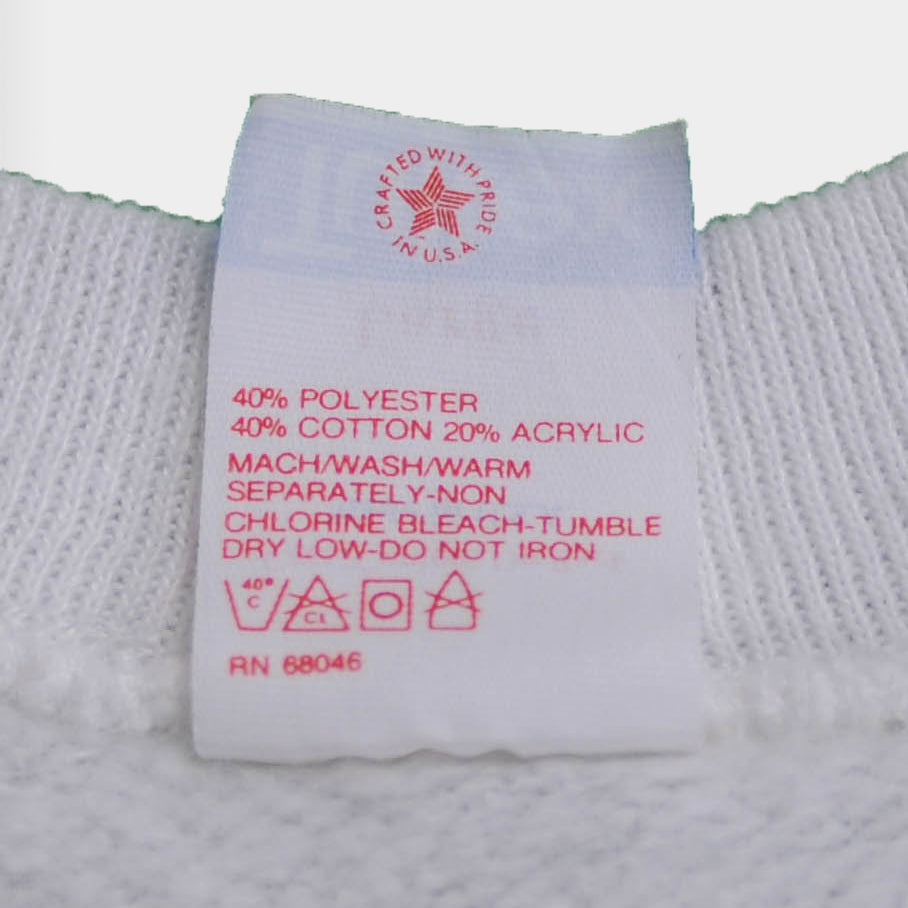 CRAFTED WITH PRIDE
IN U.S.A.
40% POLYESTER
40% COTTON 20% ACRYLIC
MACH/WASH/WARM
SEPARATELY-NON
CHLORINE BLEACH-TUMBLE
DRY LOW-DO NOT IRON
40°
C
CL
RN 68046